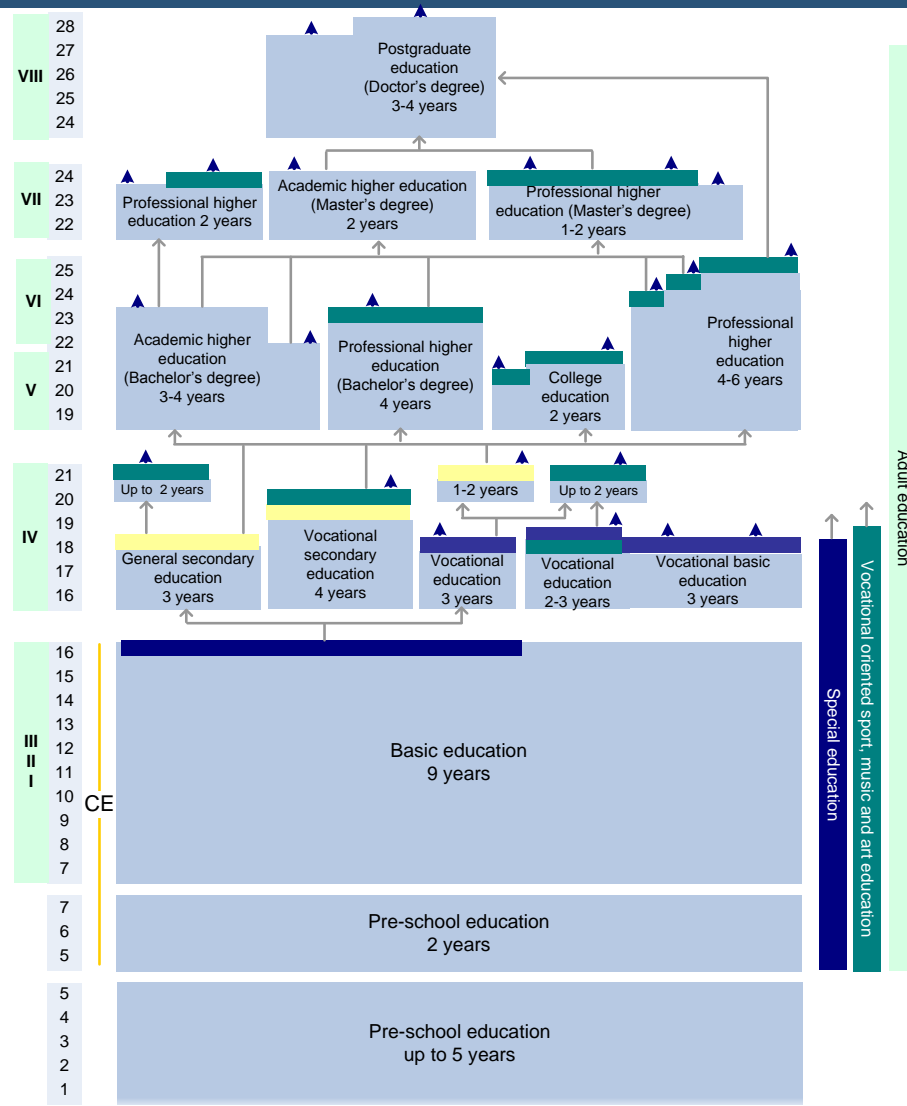 28
27
26
25
24
VIII
Postgraduate
education
(Doctor's degree)
3-4 years
24
23
22
VII
Professional higher
education 2 years
Academic higher education
(Master's degree)
2 years
Professional higher
education (Master's degree)
1-2 years
25
24
23
22
21
20
19
VI
V
Academic higher
education
(Bachelor's degree)
3-4 years
Professional higher
education
(Bachelor's degree)
4 years
College
education
2 years
Professional
higher
education
4-6 years
21
20
19
18
17
16
IV
Up to 2 years
1-2 years
Up to 2 years
General secondary
education
3 years
Vocational
secondary
education
4 years
Vocational
education
3 years
Vocational
education
2-3 years
Vocational basic
education
3 years
16
15
14
13
12
11
10
9
8
7
III
II
I
CE
Basic education
9 years
7
6
5
Pre-school education
2 years
5
4
3
2
1
Pre-school education
up to 5 years
Special education
Vocational oriented sport, music and art education
Adult education